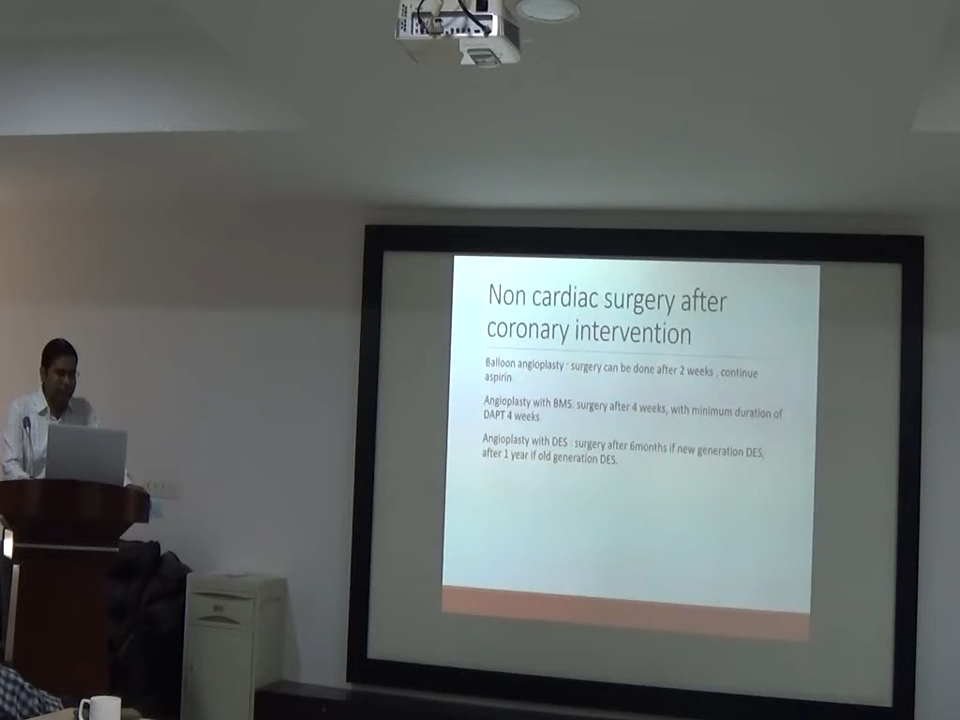 Non cardiac surgery after
coronary intervention
Balloon angioplasty : surgery can be done after 2 weeks , continue
aspirin.
Angioplasty with BMS: surgery after 4 weeks, with minimum duration of
DAPT 4 weeks.
Angioplasty with DES : surgery after 6months if new generation DES,
after 1 year if old generation DES.